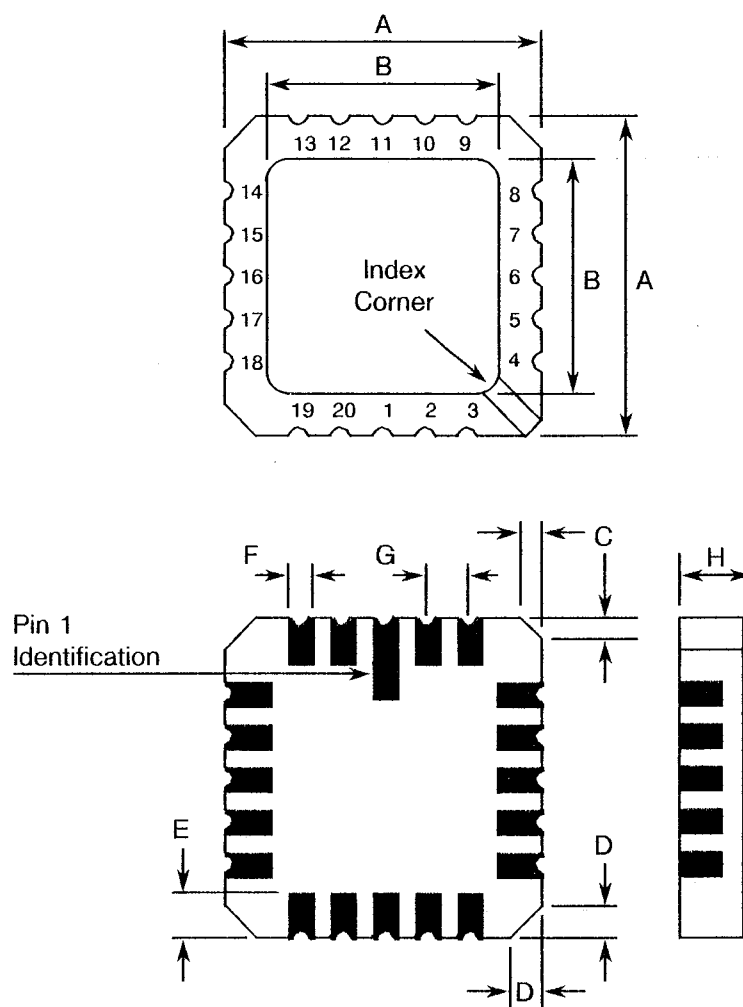 A
B
13 12 11 10 9
14 8
15 7
16 6
17 5
18 4
Index
Corner
B
A
19 20 1 2 3
C
F G H
Pin 1
Identification
E
D
D